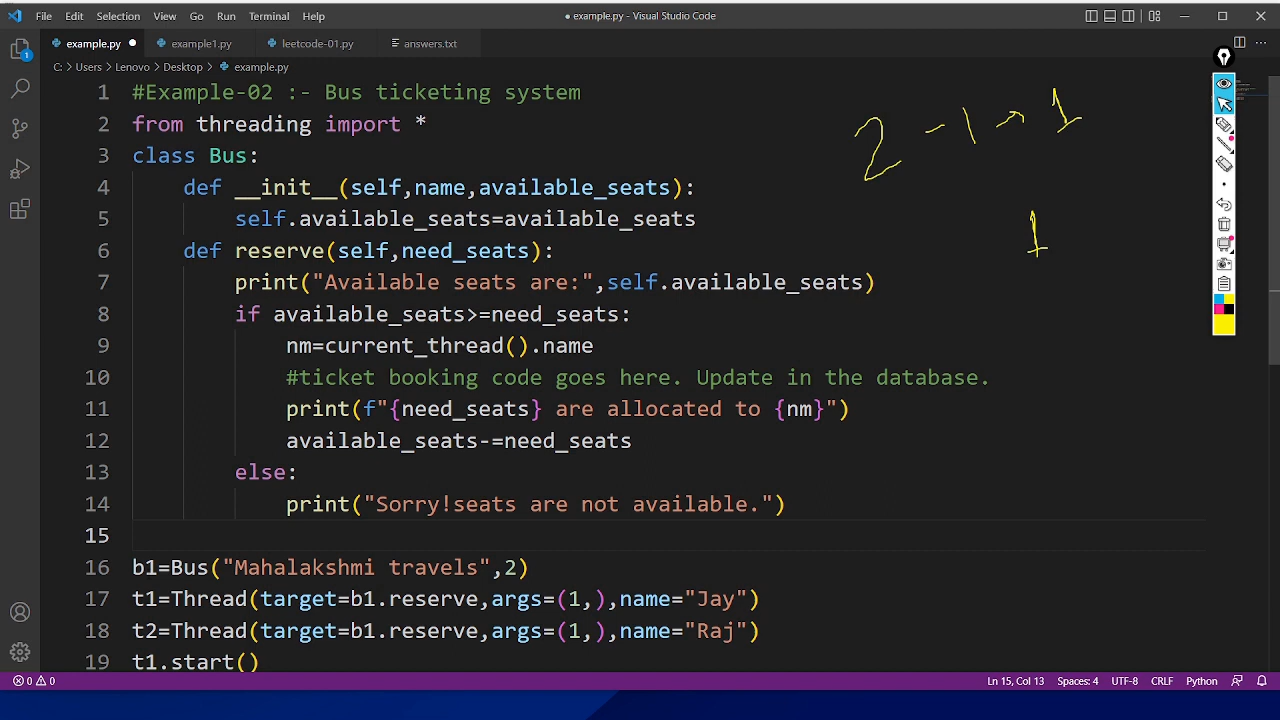 File Edit Selection View Go Run Terminal Help
● example.py - Visual Studio Code
example.py ● example1.py leetcode-01.py answers.txt
C: > Users > Lenovo > Desktop > example.py
1 #Example-02 :- Bus ticketing system
2 from threading import *
3 class Bus:
4 def __init__(self,name,available_seats):
5 self.available_seats=available_seats
6 def reserve(self,need_seats):
7 print("Available seats are:",self.available_seats)
8 if available_seats>=need_seats:
9 nm=current_thread().name
10 #ticket booking code goes here. Update in the database.
11 print(f"{need_seats} are allocated to {nm}")
12 available_seats-=need_seats
13 else:
14 print("Sorry!seats are not available.")
15
16 b1=Bus("Mahalakshmi travels",2)
17 t1=Thread(target=b1.reserve,args=(1,),name="Jay")
18 t2=Thread(target=b1.reserve,args=(1,),name="Raj")
19 t1.start()
2 - 1 → 1
1
1
0 0 Ln 15, Col 13 Spaces: 4 UTF-8 CRLF Python